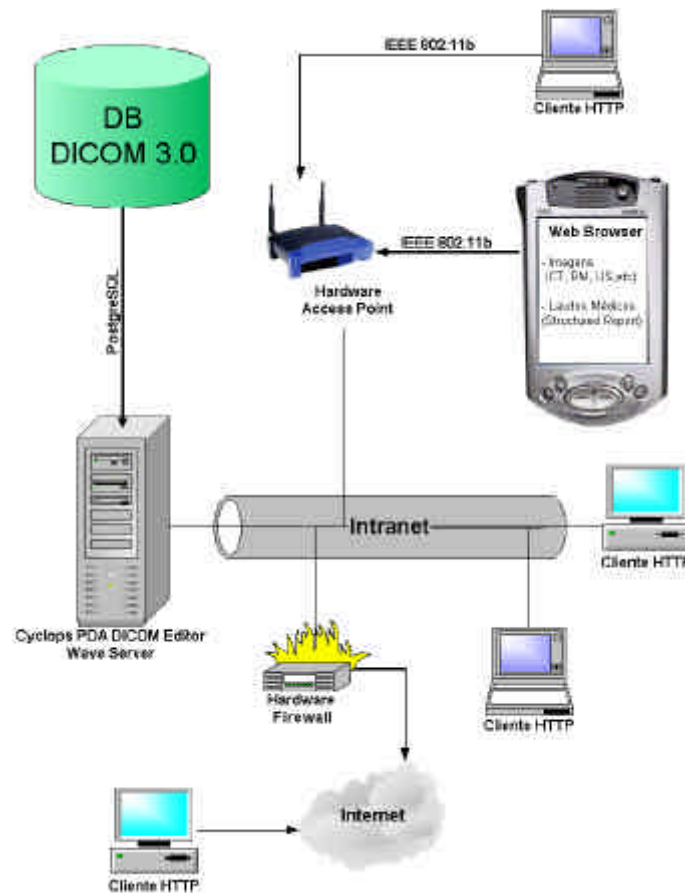 IEEE 802.11b
Cliente HTTP
DB
DICOM 3.0
PostgreSQL
IEEE 802.11b
Hardware
Access Point
Web Browser
- Imagens
(CT, RM, US,etc)
- Laudos Médicos
(Structured Report)
Intranet
Cliente HTTP
Cyclops PDA DICOM Editor
Wave Server
Hardware
Firewall
Cliente HTTP
Internet
Cliente HTTP